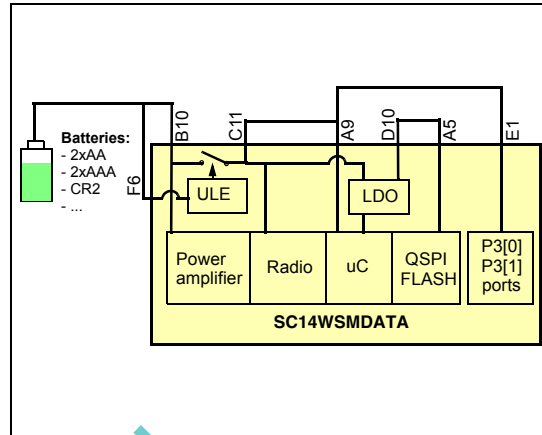 B10
C11
A9
D10
A5
E1
F6
Batteries:
- 2xAA
- 2xAAA
- CR2
- ...
ULE
LDO
Power
amplifier
Radio
uC
QSPI
FLASH
P3[0]
P3[1]
ports
SC14WSMDATA